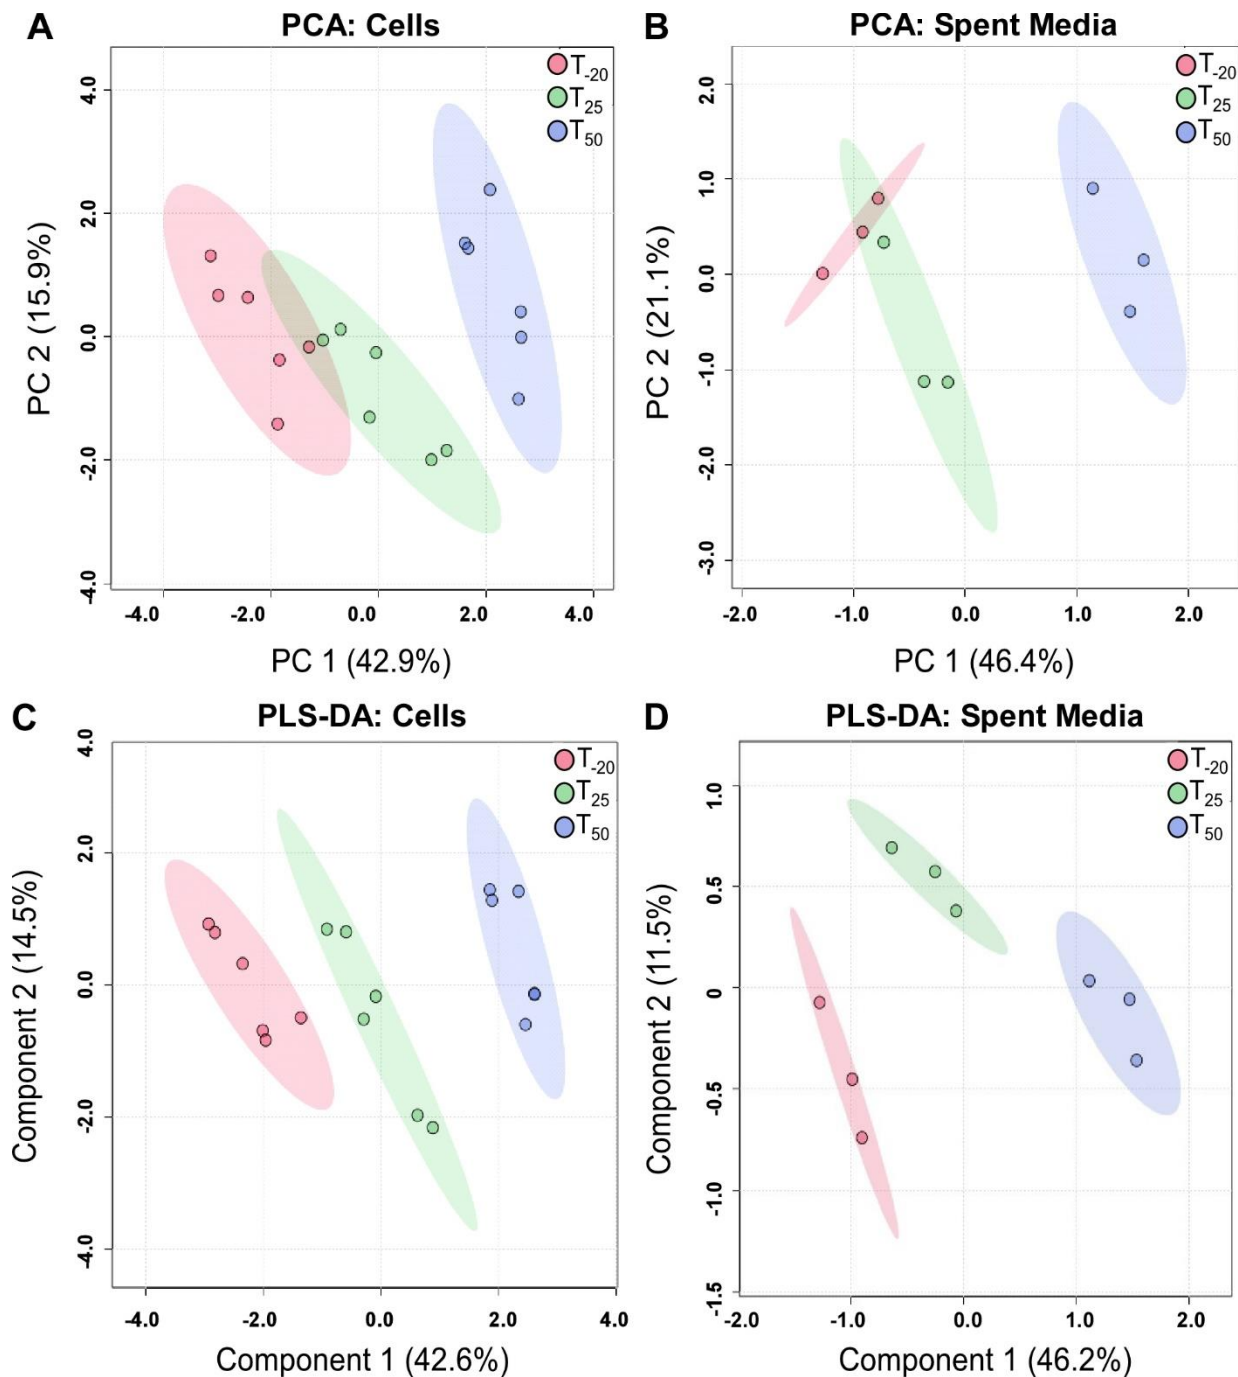 A
PCA: Cells
T-20
T25
T50
4.0
2.0
0.0
-2.0
-4.0
PC 2 (15.9%)
-4.0 -2.0 0.0 2.0 4.0
PC 1 (42.9%)
B
PCA: Spent Media
T-20
T25
T50
2.0
1.0
0.0
-1.0
-2.0
-3.0
PC 2 (21.1%)
-2.0 -1.0 0.0 1.0 2.0
PC 1 (46.4%)
C
PLS-DA: Cells
T-20
T25
T50
4.0
2.0
0.0
-2.0
-4.0
Component 2 (14.5%)
-4.0 -2.0 0.0 2.0 4.0
Component 1 (42.6%)
D
PLS-DA: Spent Media
T-20
T25
T50
1.0
0.5
0
-0.5
-1.0
-1.5
Component 2 (11.5%)
-2.0 -1.0 0.0 1.0 2.0
Component 1 (46.2%)